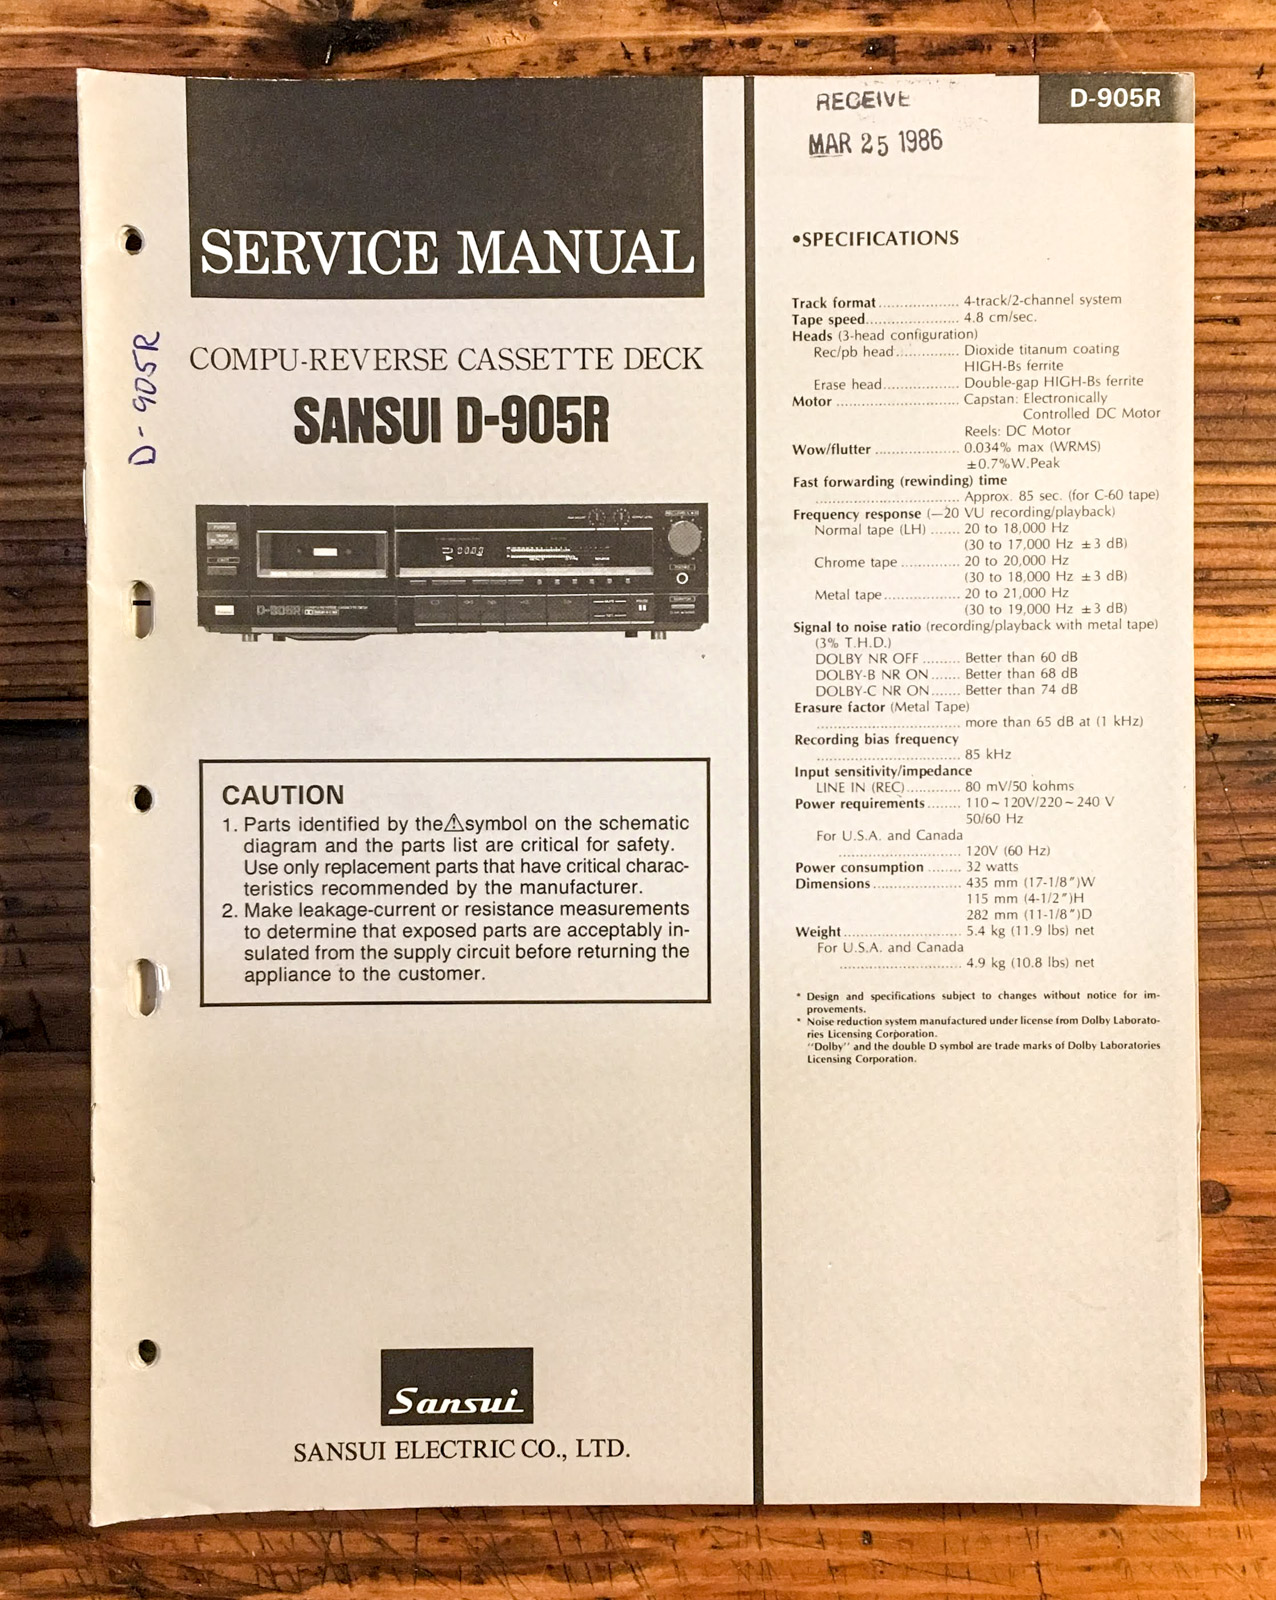 SERVICE MANUAL
COMPU-REVERSE CASSETTE DECK
SANSUI D-905R
D-905R
D-905R
CAUTION
1. Parts identified by the⚠symbol on the schematic
diagram and the parts list are critical for safety.
Use only replacement parts that have critical charac-
teristics recommended by the manufacturer.
2. Make leakage-current or resistance measurements
to determine that exposed parts are acceptably in-
sulated from the supply circuit before returning the
appliance to the customer.
Sansui
SANSUI ELECTRIC CO., LTD.
RECEIVE
MAR 25 1986
D-905R
•SPECIFICATIONS
Track format.................... 4-track/2-channel system
Tape speed....................... 4.8 cm/sec.
Heads (3-head configuration)
Rec/pb head............... Dioxide titanum coating
HIGH-Bs ferrite
Erase head................... Double-gap HIGH-Bs ferrite
Motor .............................. Capstan: Electronically
Controlled DC Motor
Reels: DC Motor
Wow/flutter .................... 0.034% max (WRMS)
±0.7%W.Peak
Fast forwarding (rewinding) time
................................... Approx. 85 sec. (for C-60 tape)
Frequency response (—20 VU recording/playback)
Normal tape (LH) ....... 20 to 18,000 Hz
(30 to 17,000 Hz ±3 dB)
Chrome tape .............. 20 to 20,000 Hz
(30 to 18,000 Hz ±3 dB)
Metal tape................... 20 to 21,000 Hz
(30 to 19,000 Hz ±3 dB)
Signal to noise ratio (recording/playback with metal tape)
(3% T.H.D.)
DOLBY NR OFF ......... Better than 60 dB
DOLBY-B NR ON....... Better than 68 dB
DOLBY-C NR ON....... Better than 74 dB
Erasure factor (Metal Tape)
................................... more than 65 dB at (1 kHz)
Recording bias frequency
................................... 85 kHz
Input sensitivity/impedance
LINE IN (REC)............. 80 mV/50 kohms
Power requirements........ 110~120V/220~240 V
50/60 Hz
For U.S.A. and Canada
.............................. 120V (60 Hz)
Power consumption ........ 32 watts
Dimensions ..................... 435 mm (17-1/8")W
115 mm (4-1/2")H
282 mm (11-1/8")D
Weight............................. 5.4 kg (11.9 lbs) net
For U.S.A. and Canada
.............................. 4.9 kg (10.8 lbs) net
* Design and specifications subject to changes without notice for im-
provements.
* Noise reduction system manufactured under license from Dolby Laborato-
ries Licensing Corporation.
"Dolby" and the double D symbol are trade marks of Dolby Laboratories
Licensing Corporation.